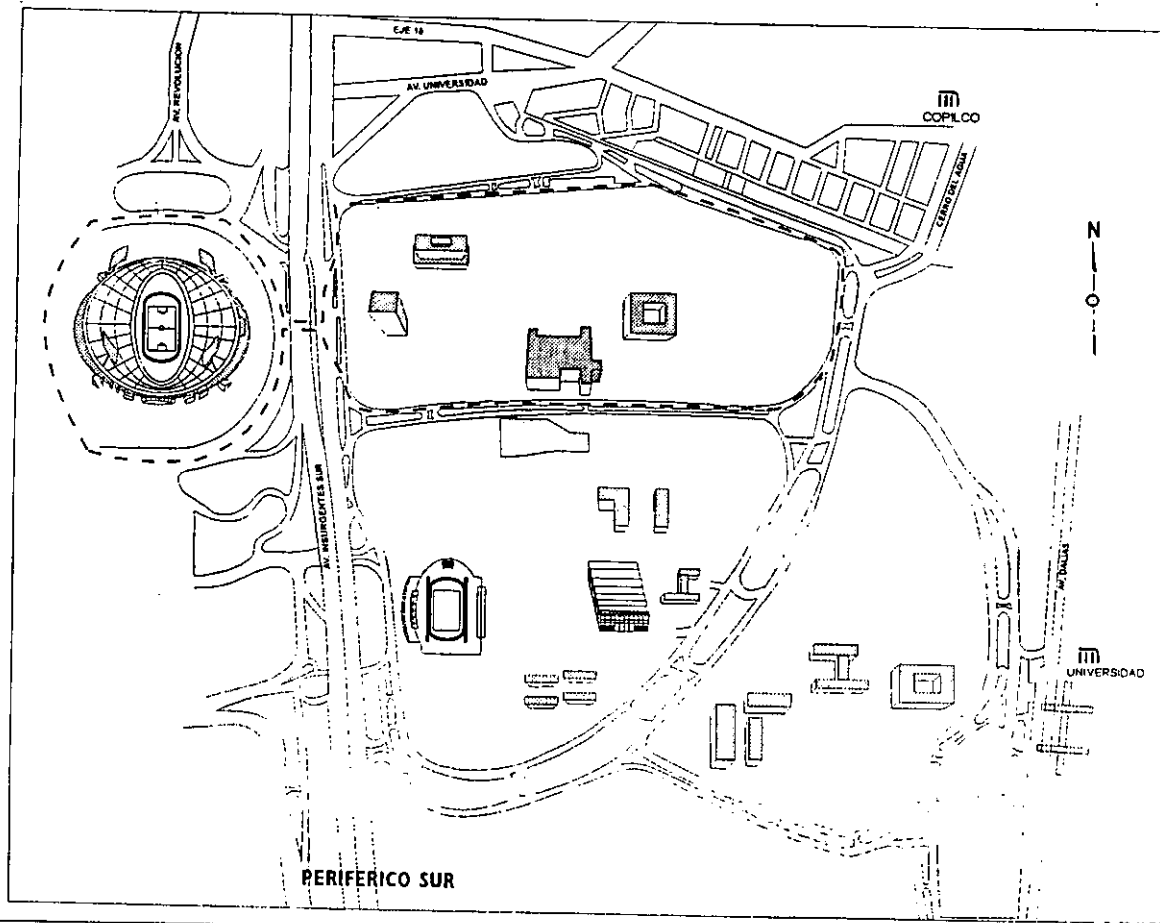 EJE 10
AV. REVOLUCION
AV. UNIVERSIDAD
COPILCO
CERRO DEL AGUA
N
AV. INSURGENTES SUR
AV. DALIAS
UNIVERSIDAD
PERIFERICO SUR